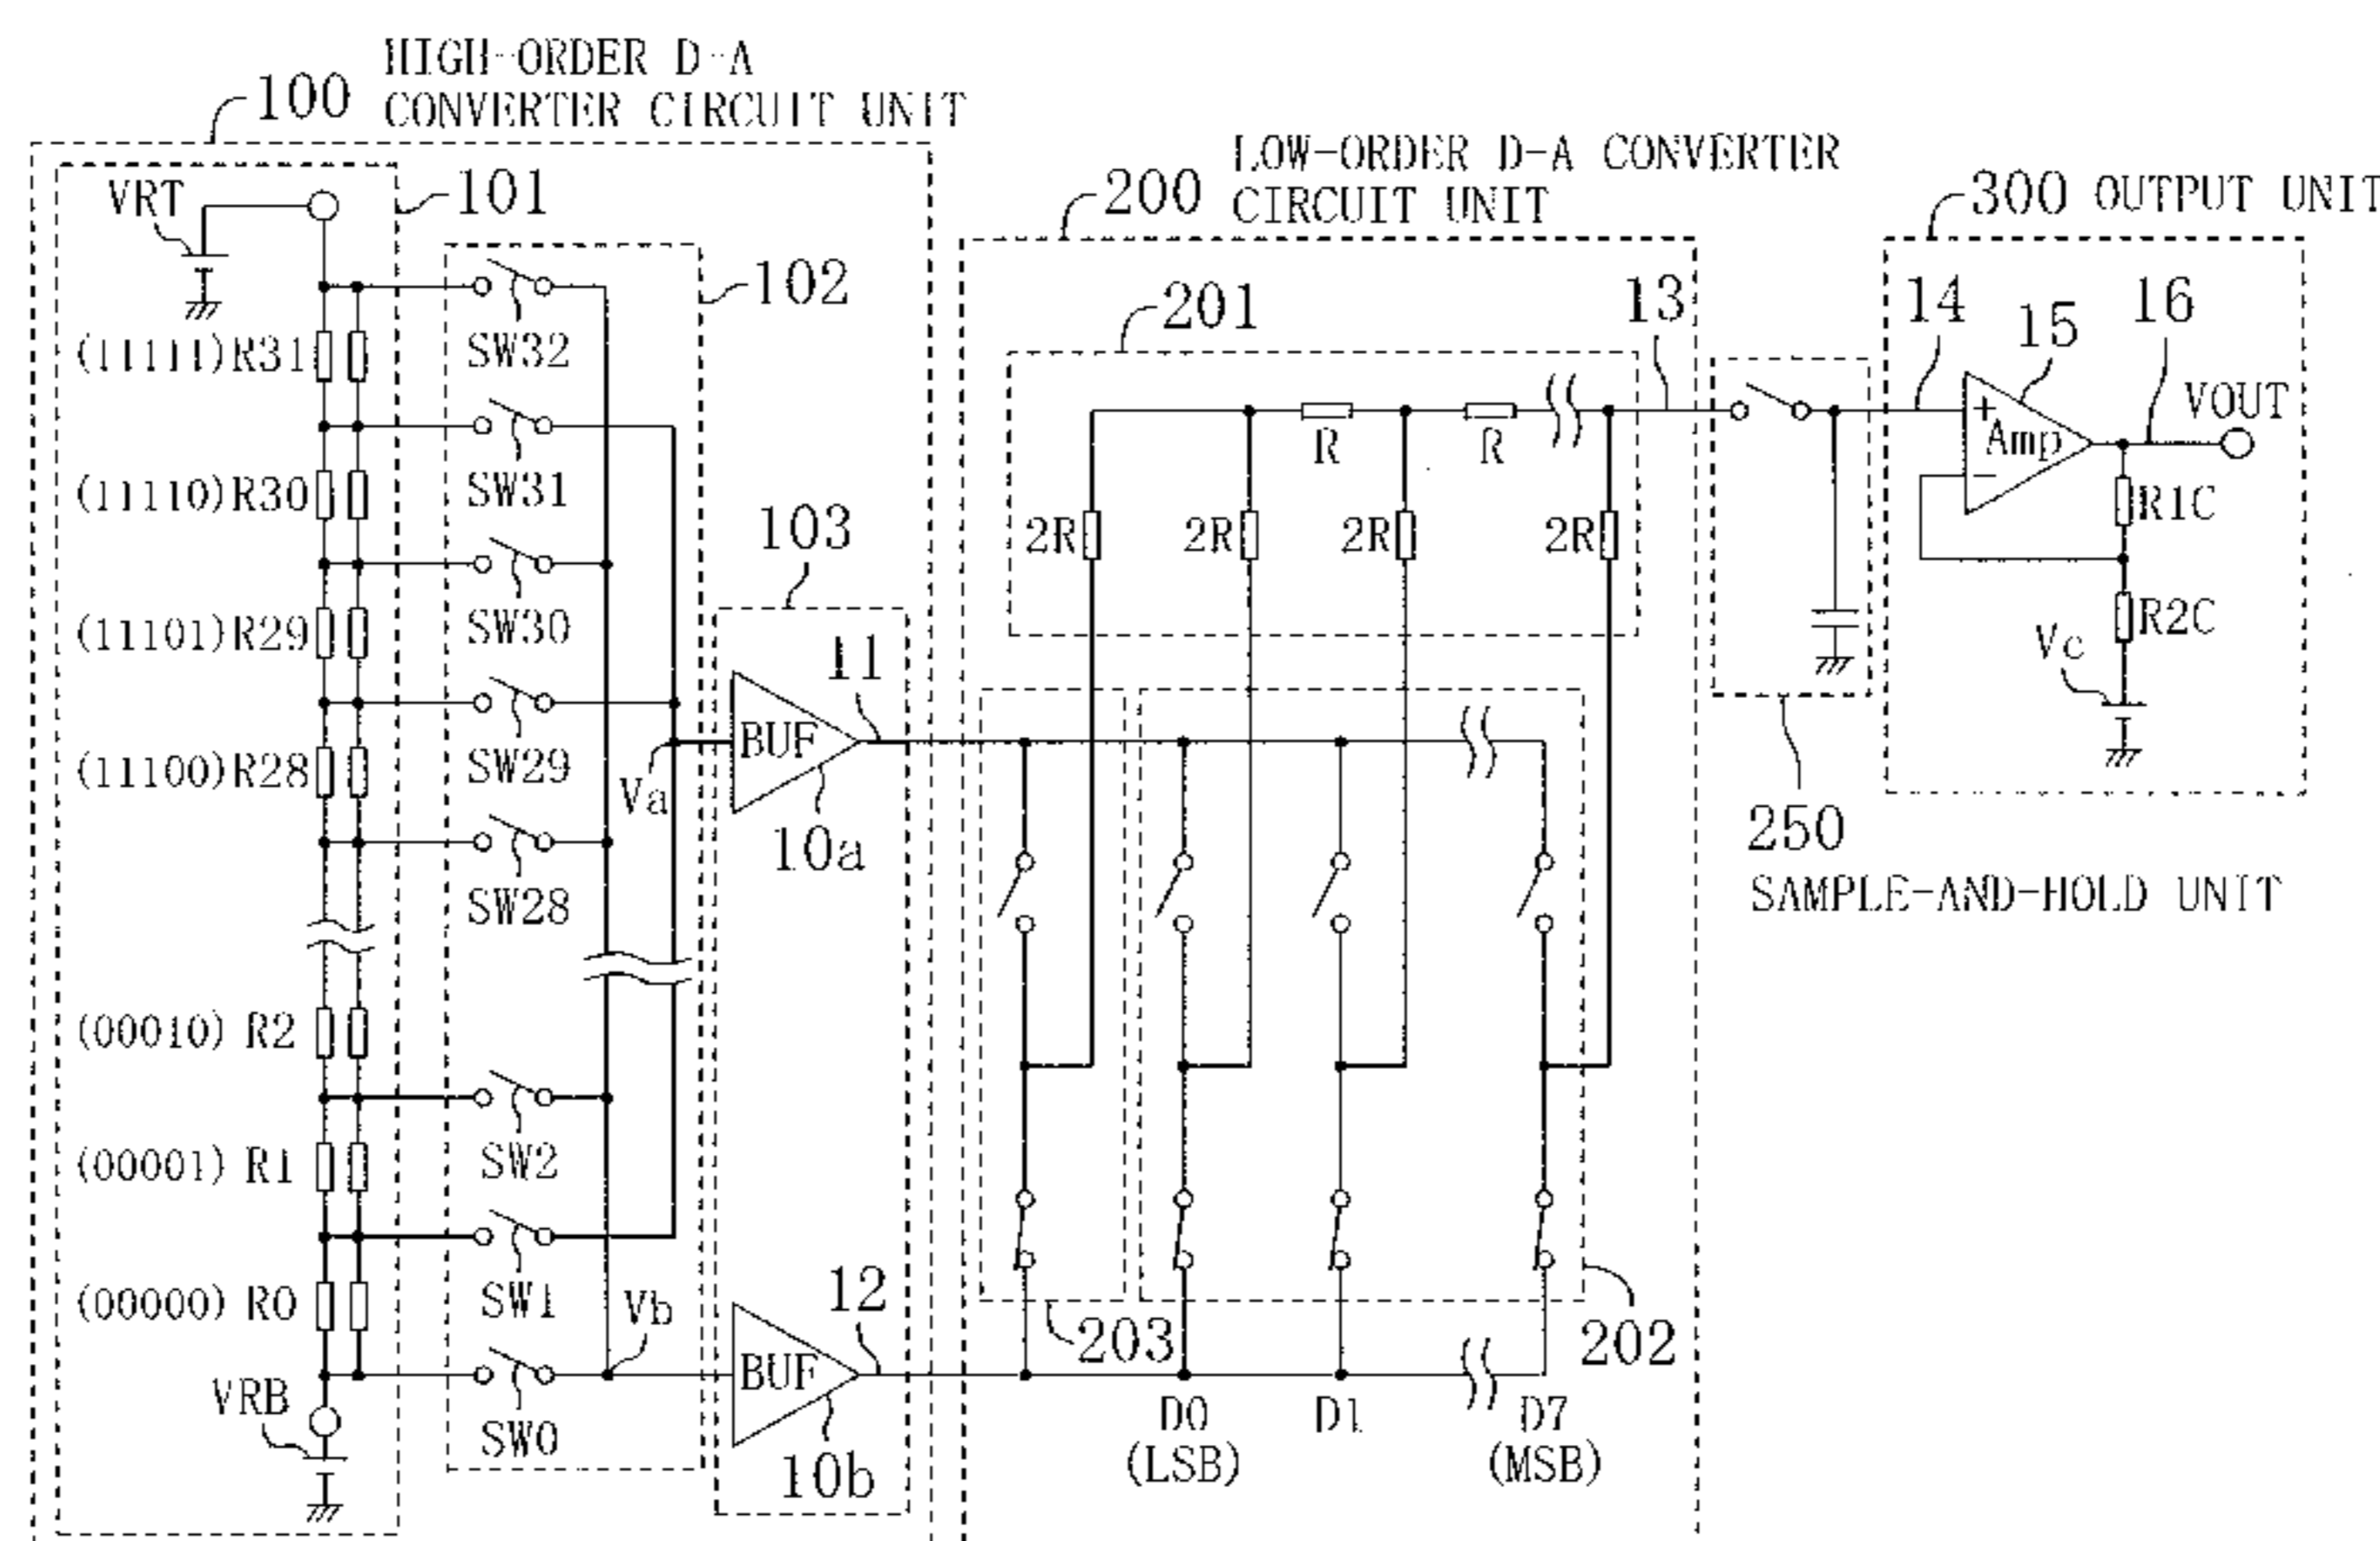 HIGH-ORDER D-A
100 CONVERTER CIRCUIT UNIT
LOW-ORDER D-A CONVERTER
200 CIRCUIT UNIT
300 OUTPUT UNIT
VRT
101
102
201
13
14
15
16
VOUT
(11111)R31
SW32
R
R
+
Amp
−
(11110)R30
SW31
103
2R
2R
2R
2R
R1C
(11101)R29
SW30
11
R2C
Vc
(11100)R28
SW29
Va
BUF
10a
250
SAMPLE-AND-HOLD UNIT
SW28
(00010) R2
(00001) R1
SW2
(00000) R0
SW1
Vb
12
203
202
VRB
SW0
BUF
10b
D0
(LSB)
D1
D7
(MSB)